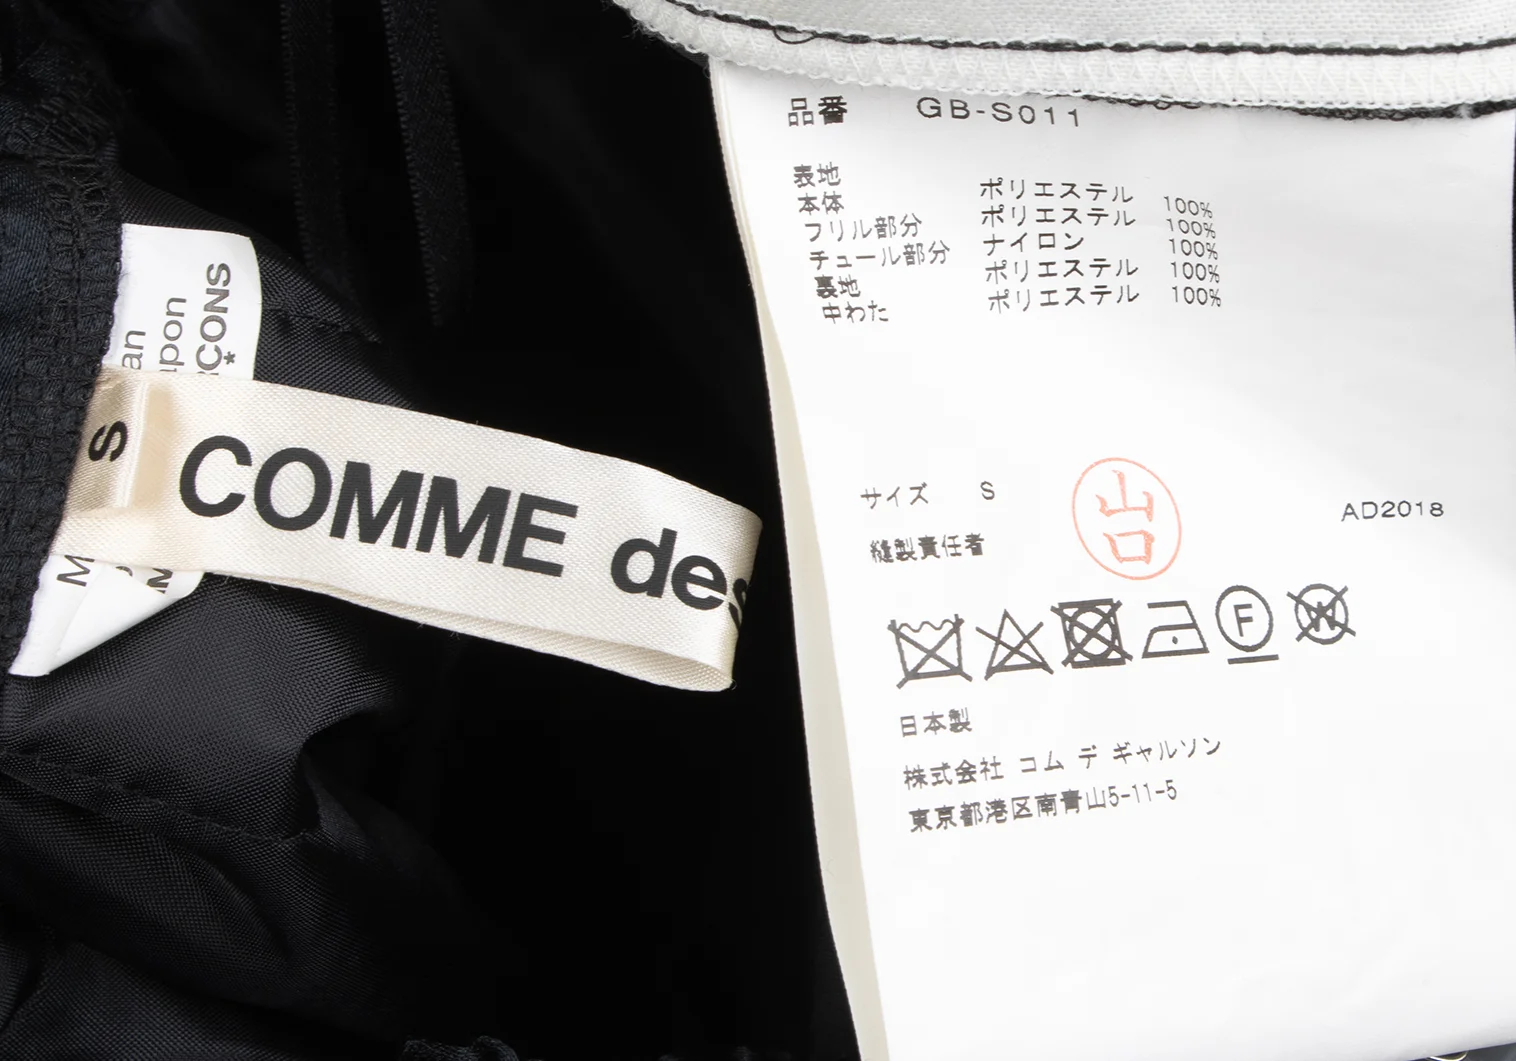 品番 GB-S011
表地
本体 ポリエステル 100%
フリル部分 ポリエステル 100%
チュール部分 ナイロン 100%
裏地 ポリエステル 100%
中わた ポリエステル 100%
サイズ S
縫製責任者 山口
AD2018
F
W
日本製
株式会社 コム デ ギャルソン
東京都港区南青山5-11-5
S COMME des